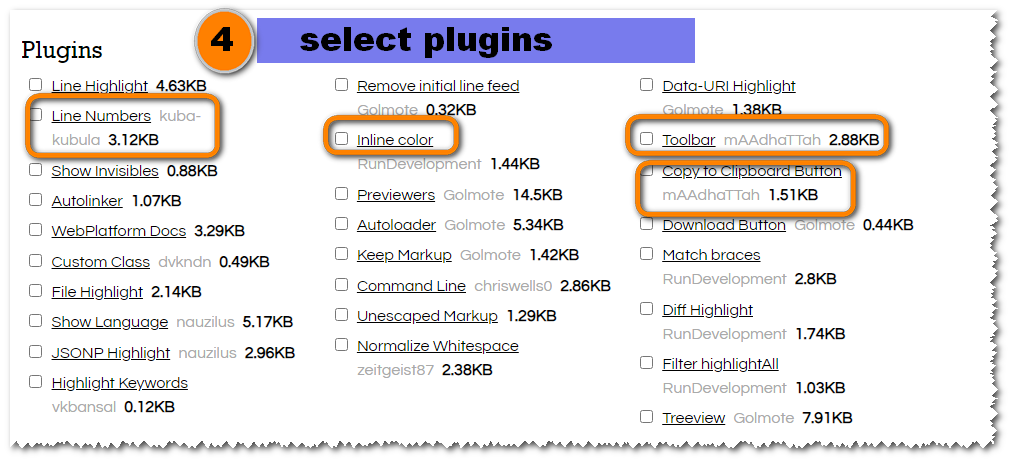 4 select plugins
Plugins
Line Highlight 4.63KB
Line Numbers kuba-
kubula 3.12KB
Show Invisibles 0.88KB
Autolinker 1.07KB
WebPlatform Docs 3.29KB
Custom Class dvkndn 0.49KB
File Highlight 2.14KB
Show Language nauzilus 5.17KB
JSONP Highlight nauzilus 2.96KB
Highlight Keywords
vkbansal 0.12KB
Remove initial line feed
Golmote 0.32KB
Inline color
RunDevelopment 1.44KB
Previewers Golmote 14.5KB
Autoloader Golmote 5.34KB
Keep Markup Golmote 1.42KB
Command Line chriswells0 2.86KB
Unescaped Markup 1.29KB
Normalize Whitespace
zeitgeist87 2.38KB
Data-URI Highlight
Golmote 1.38KB
Toolbar mAAdhaTTah 2.88KB
Copy to Clipboard Button
mAAdhaTTah 1.51KB
Download Button Golmote 0.44KB
Match braces
RunDevelopment 2.8KB
Diff Highlight
RunDevelopment 1.74KB
Filter highlightAll
RunDevelopment 1.03KB
Treeview Golmote 7.91KB